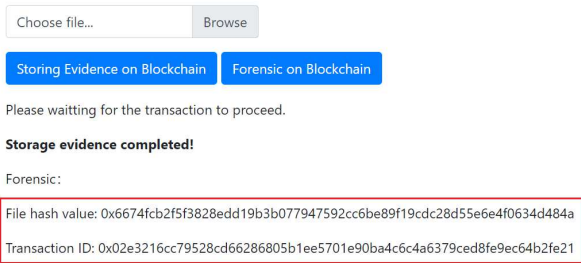 Choose file... Browse
Storing Evidence on Blockchain Forensic on Blockchain
Please waitting for the transaction to proceed.
Storage evidence completed!
Forensic：
File hash value: 0x6674fcb2f5f3828edd19b3b077947592cc6be89f19cdc28d55e6e4f0634d484a
Transaction ID: 0x02e3216cc79528cd66286805b1ee5701e90ba4c6c4a6379ced8fe9ec64b2fe21